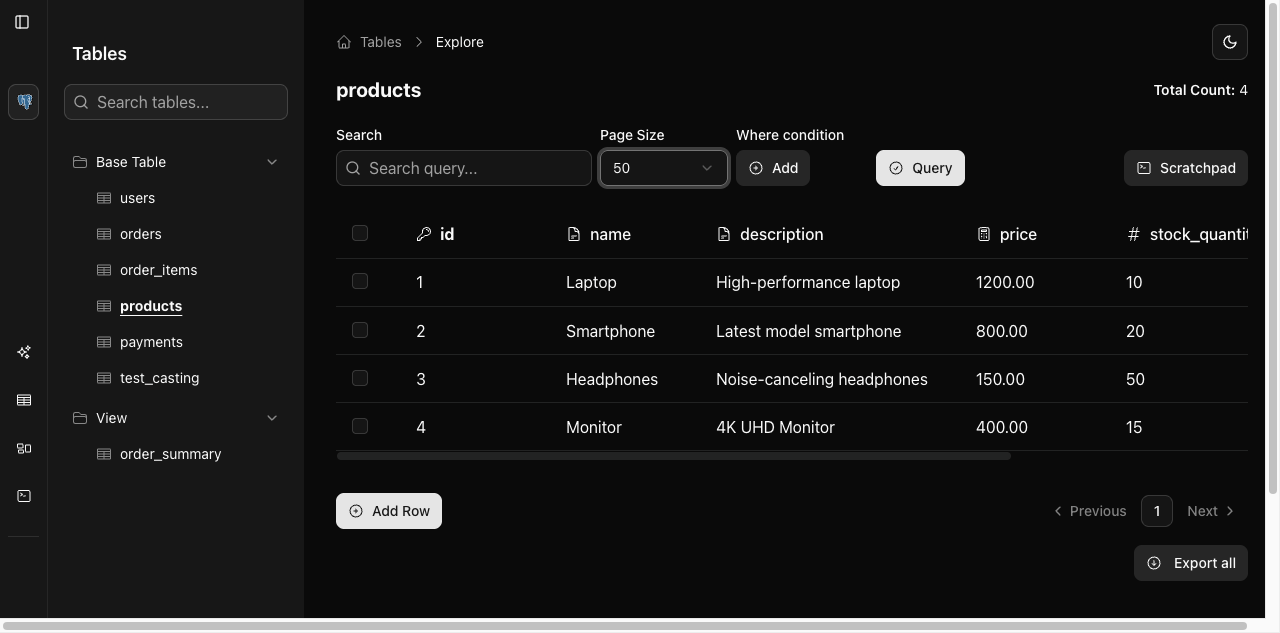 Tables
Search tables...
Base Table
users
orders
order_items
products
payments
test_casting
View
order_summary
Tables > Explore
products
Total Count: 4
Search Page Size Where condition
Search query... 50 Add Query Scratchpad
id name description price # stock_quantit
1 Laptop High-performance laptop 1200.00 10
2 Smartphone Latest model smartphone 800.00 20
3 Headphones Noise-canceling headphones 150.00 50
4 Monitor 4K UHD Monitor 400.00 15
Add Row Previous 1 Next
Export all